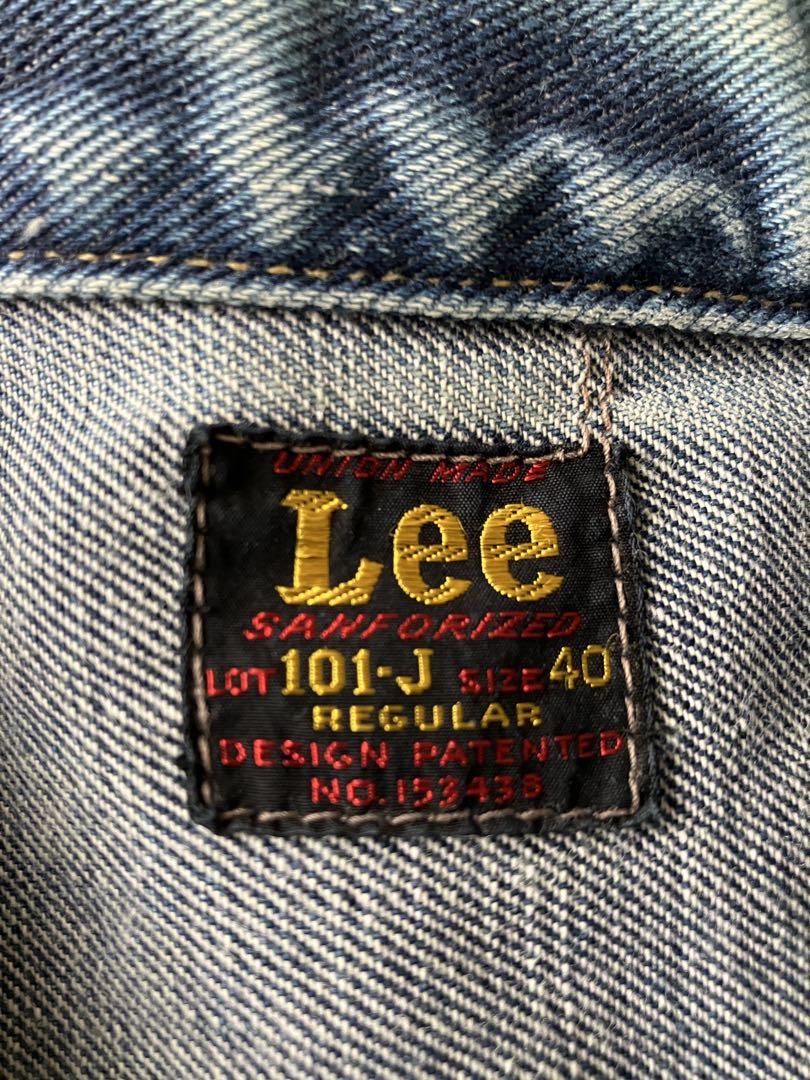 UNION MADE
Lee
SANFORIZED
LOT 101-J SIZE 40
REGULAR
DESIGN PATENTED
NO. 153438